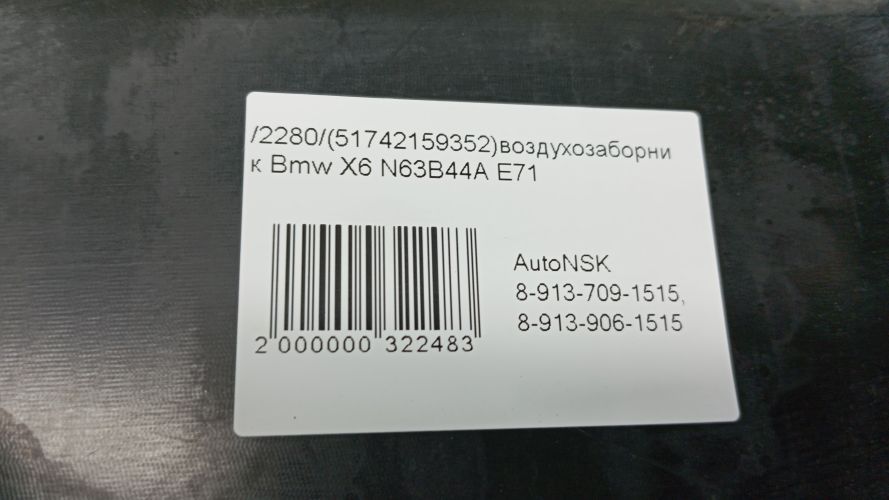 /2280/(51742159352)воздухозаборни
к Bmw X6 N63B44A E71
AutoNSK
8-913-709-1515,
8-913-906-1515
2 000000 322483